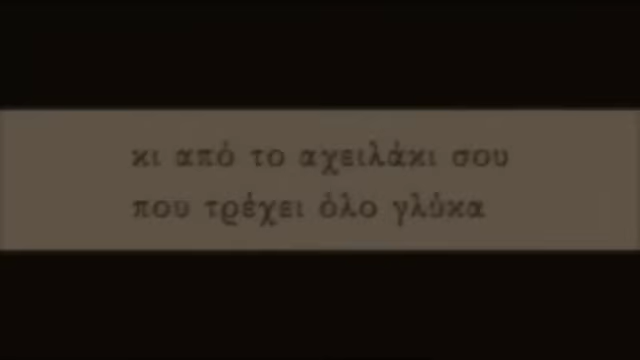 κι από το αχειλάκι σου
που τρέχει όλο γλύκα